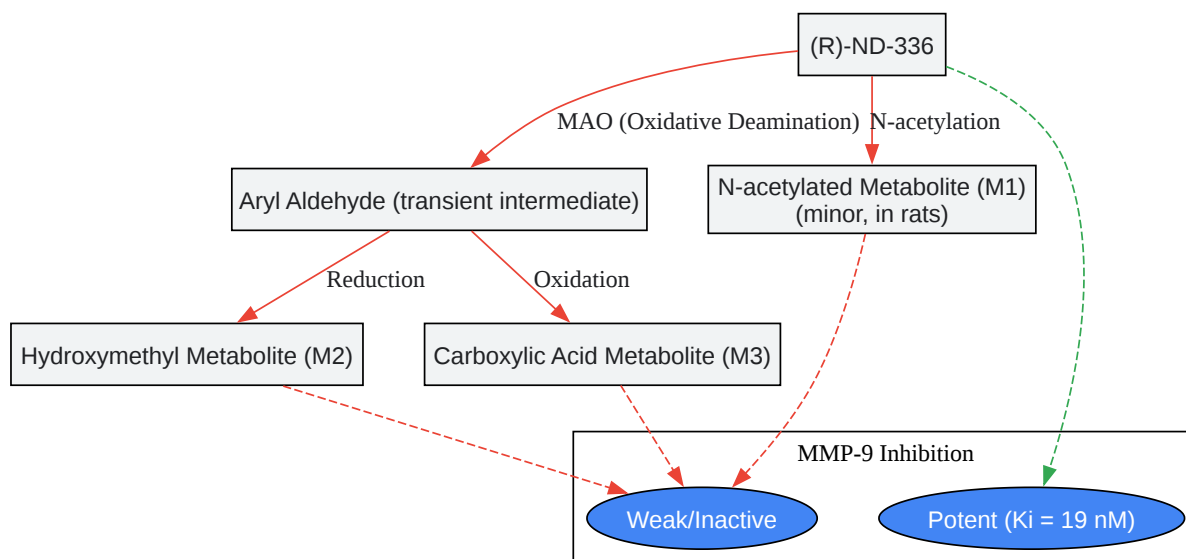 (R)-ND-336
MAO (Oxidative Deamination)
N-acetylation
Aryl Aldehyde (transient intermediate)
N-acetylated Metabolite (M1)
(minor, in rats)
Reduction
Oxidation
Hydroxymethyl Metabolite (M2)
Carboxylic Acid Metabolite (M3)
MMP-9 Inhibition
Weak/Inactive
Potent (Ki = 19 nM)